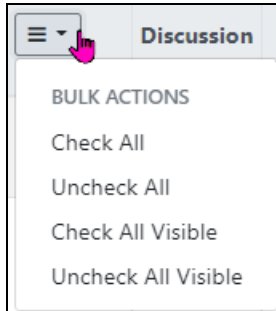 Discussion
BULK ACTIONS
Check All
Uncheck All
Check All Visible
Uncheck All Visible